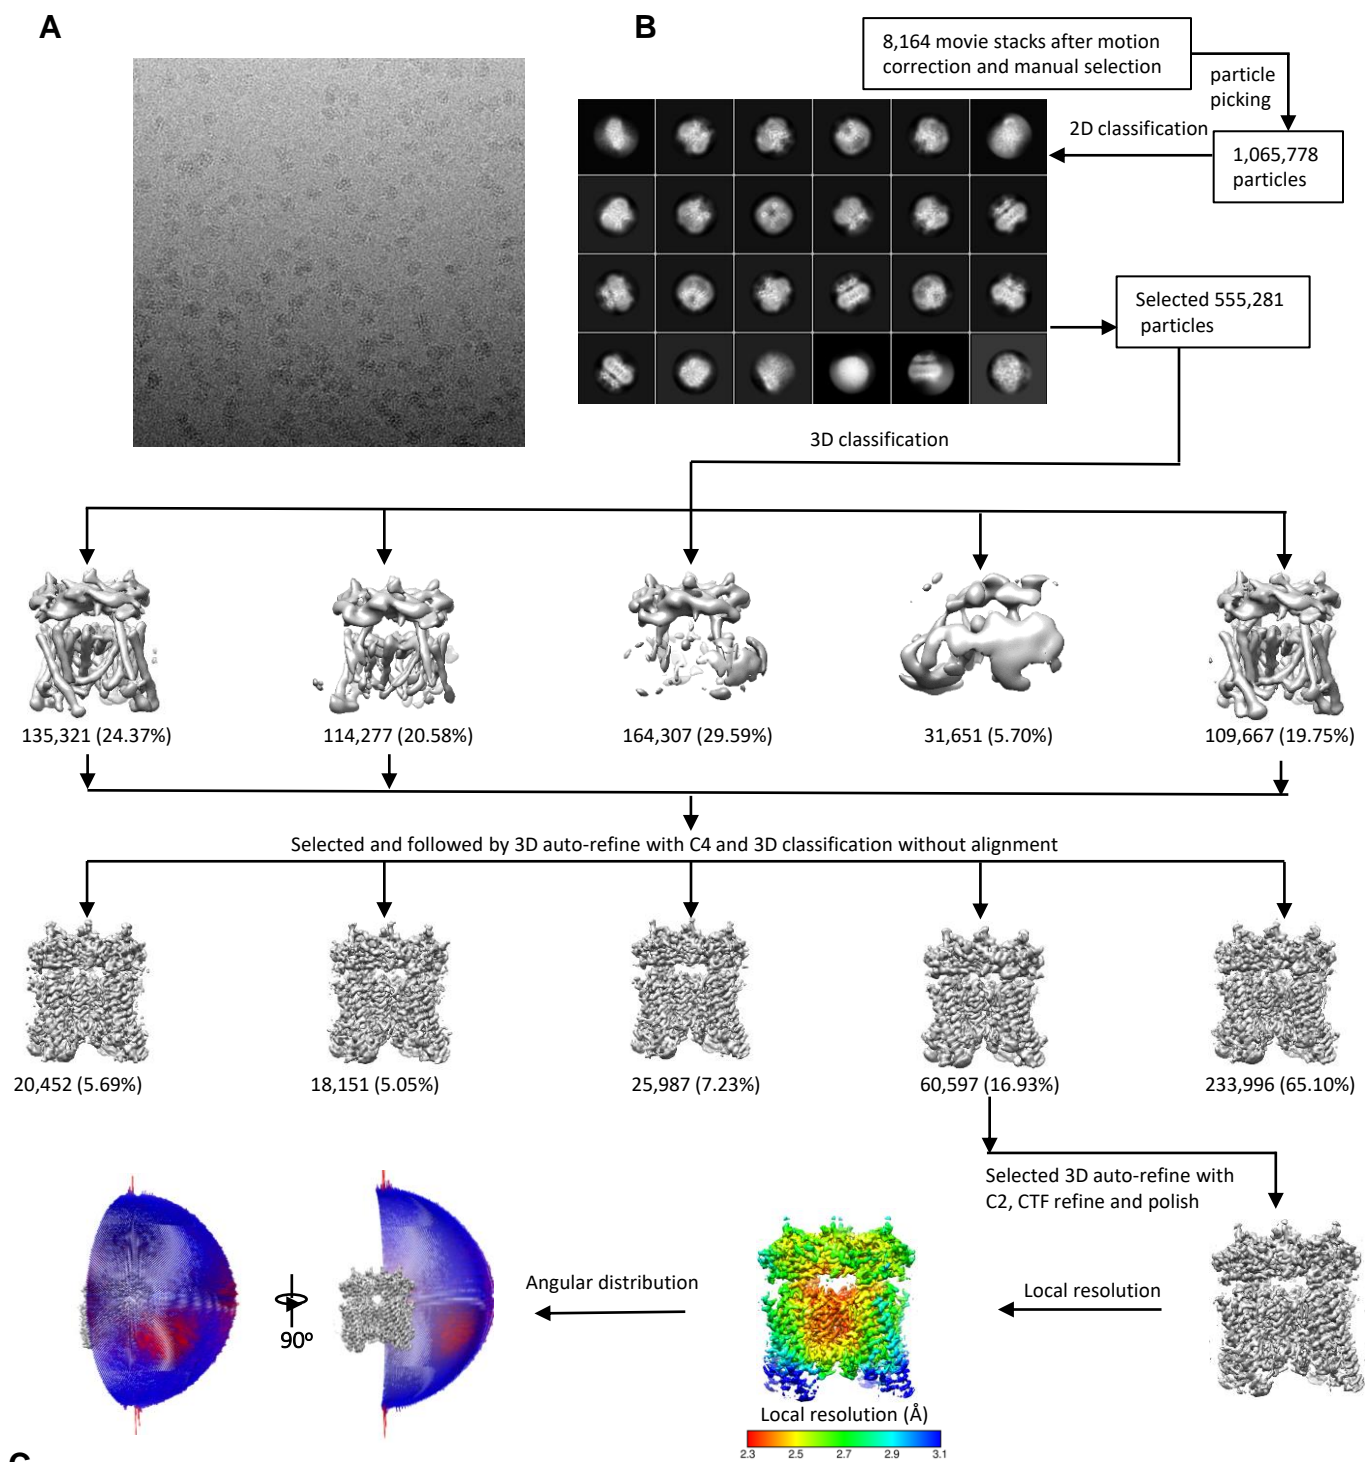 A
B
8,164 movie stacks after motion
correction and manual selection
particle
picking
2D classification
1,065,778
particles
Selected 555,281
particles
3D classification
135,321 (24.37%)
114,277 (20.58%)
164,307 (29.59%)
31,651 (5.70%)
109,667 (19.75%)
Selected and followed by 3D auto-refine with C4 and 3D classification without alignment
20,452 (5.69%)
18,151 (5.05%)
25,987 (7.23%)
60,597 (16.93%)
233,996 (65.10%)
Selected 3D auto-refine with
C2, CTF refine and polish
Angular distribution
Local resolution
90º
Local resolution (Å)
2.3 2.5 2.7 2.9 3.1